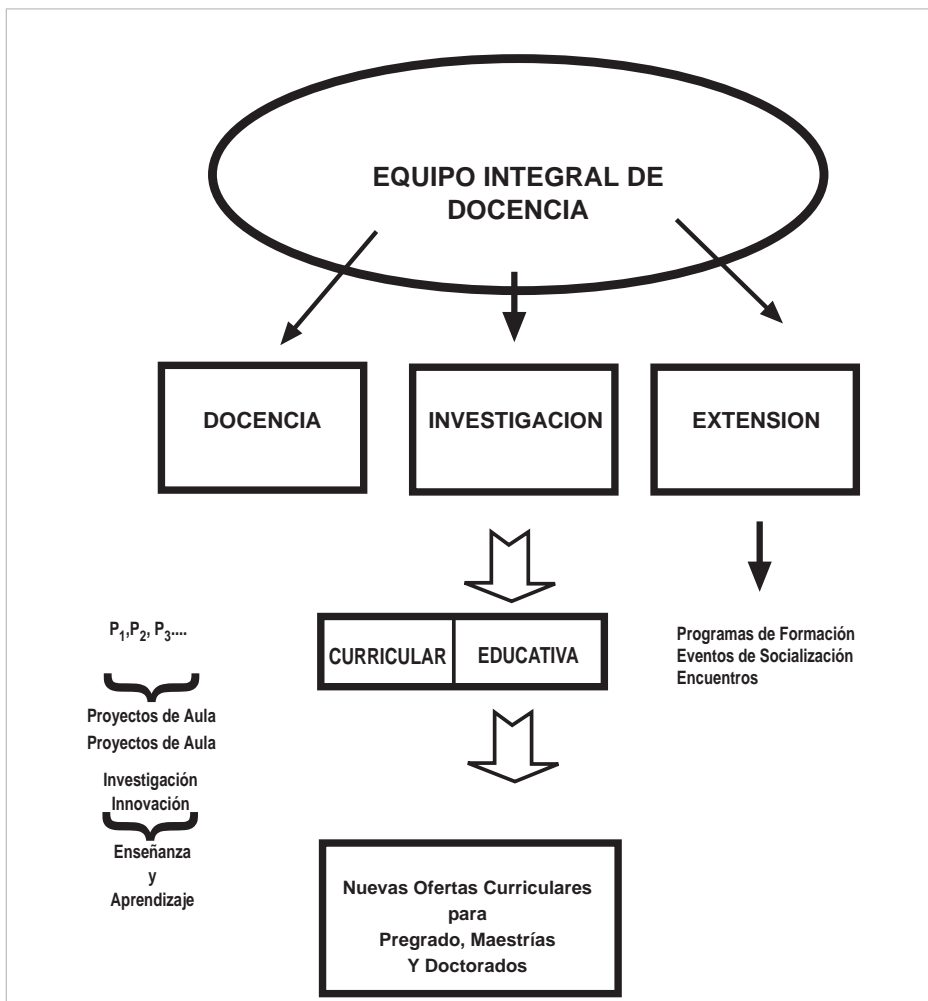 EQUIPO INTEGRAL DE
DOCENCIA
DOCENCIA
INVESTIGACION
EXTENSION
P1,P2, P3....
Proyectos de Aula
Proyectos de Aula
Investigación
Innovación
Enseñanza
y
Aprendizaje
CURRICULAR
EDUCATIVA
Nuevas Ofertas Curriculares
para
Pregrado, Maestrías
Y Doctorados
Programas de Formación
Eventos de Socialización
Encuentros